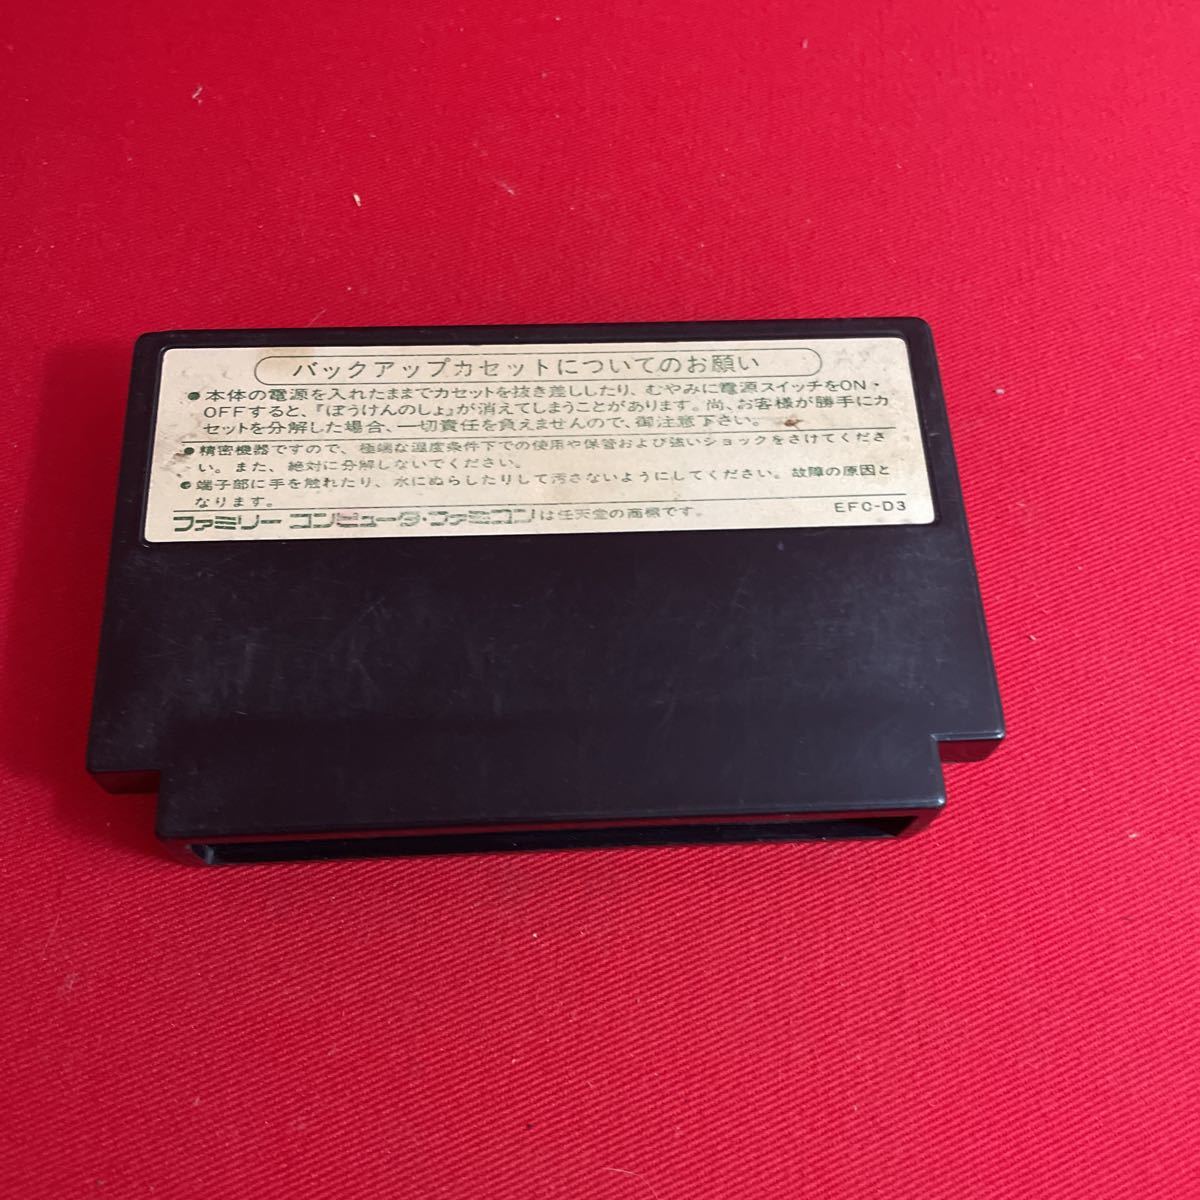 バックアップカセットについてのお願い
●本体の電源を入れたままでカセットを抜き差ししたり、むやみに電源スイッチをON・
OFFすると、『ぼうけんのしょ』が消えてしまうことがあります。尚、お客様が勝手にカ
セットを分解した場合、一切責任を負えませんので、御注意下さい。
●精密機器ですので、極端な温度条件下での使用や保管および強いショックをさけてくださ
い。また、絶対に分解しないでください。
●端子部に手を触れたり、水にぬらしたりして汚さないようにしてください。故障の原因と
なります。
ファミリー コンピュータ・ファミコンは任天堂の商標です。
EFC-D3